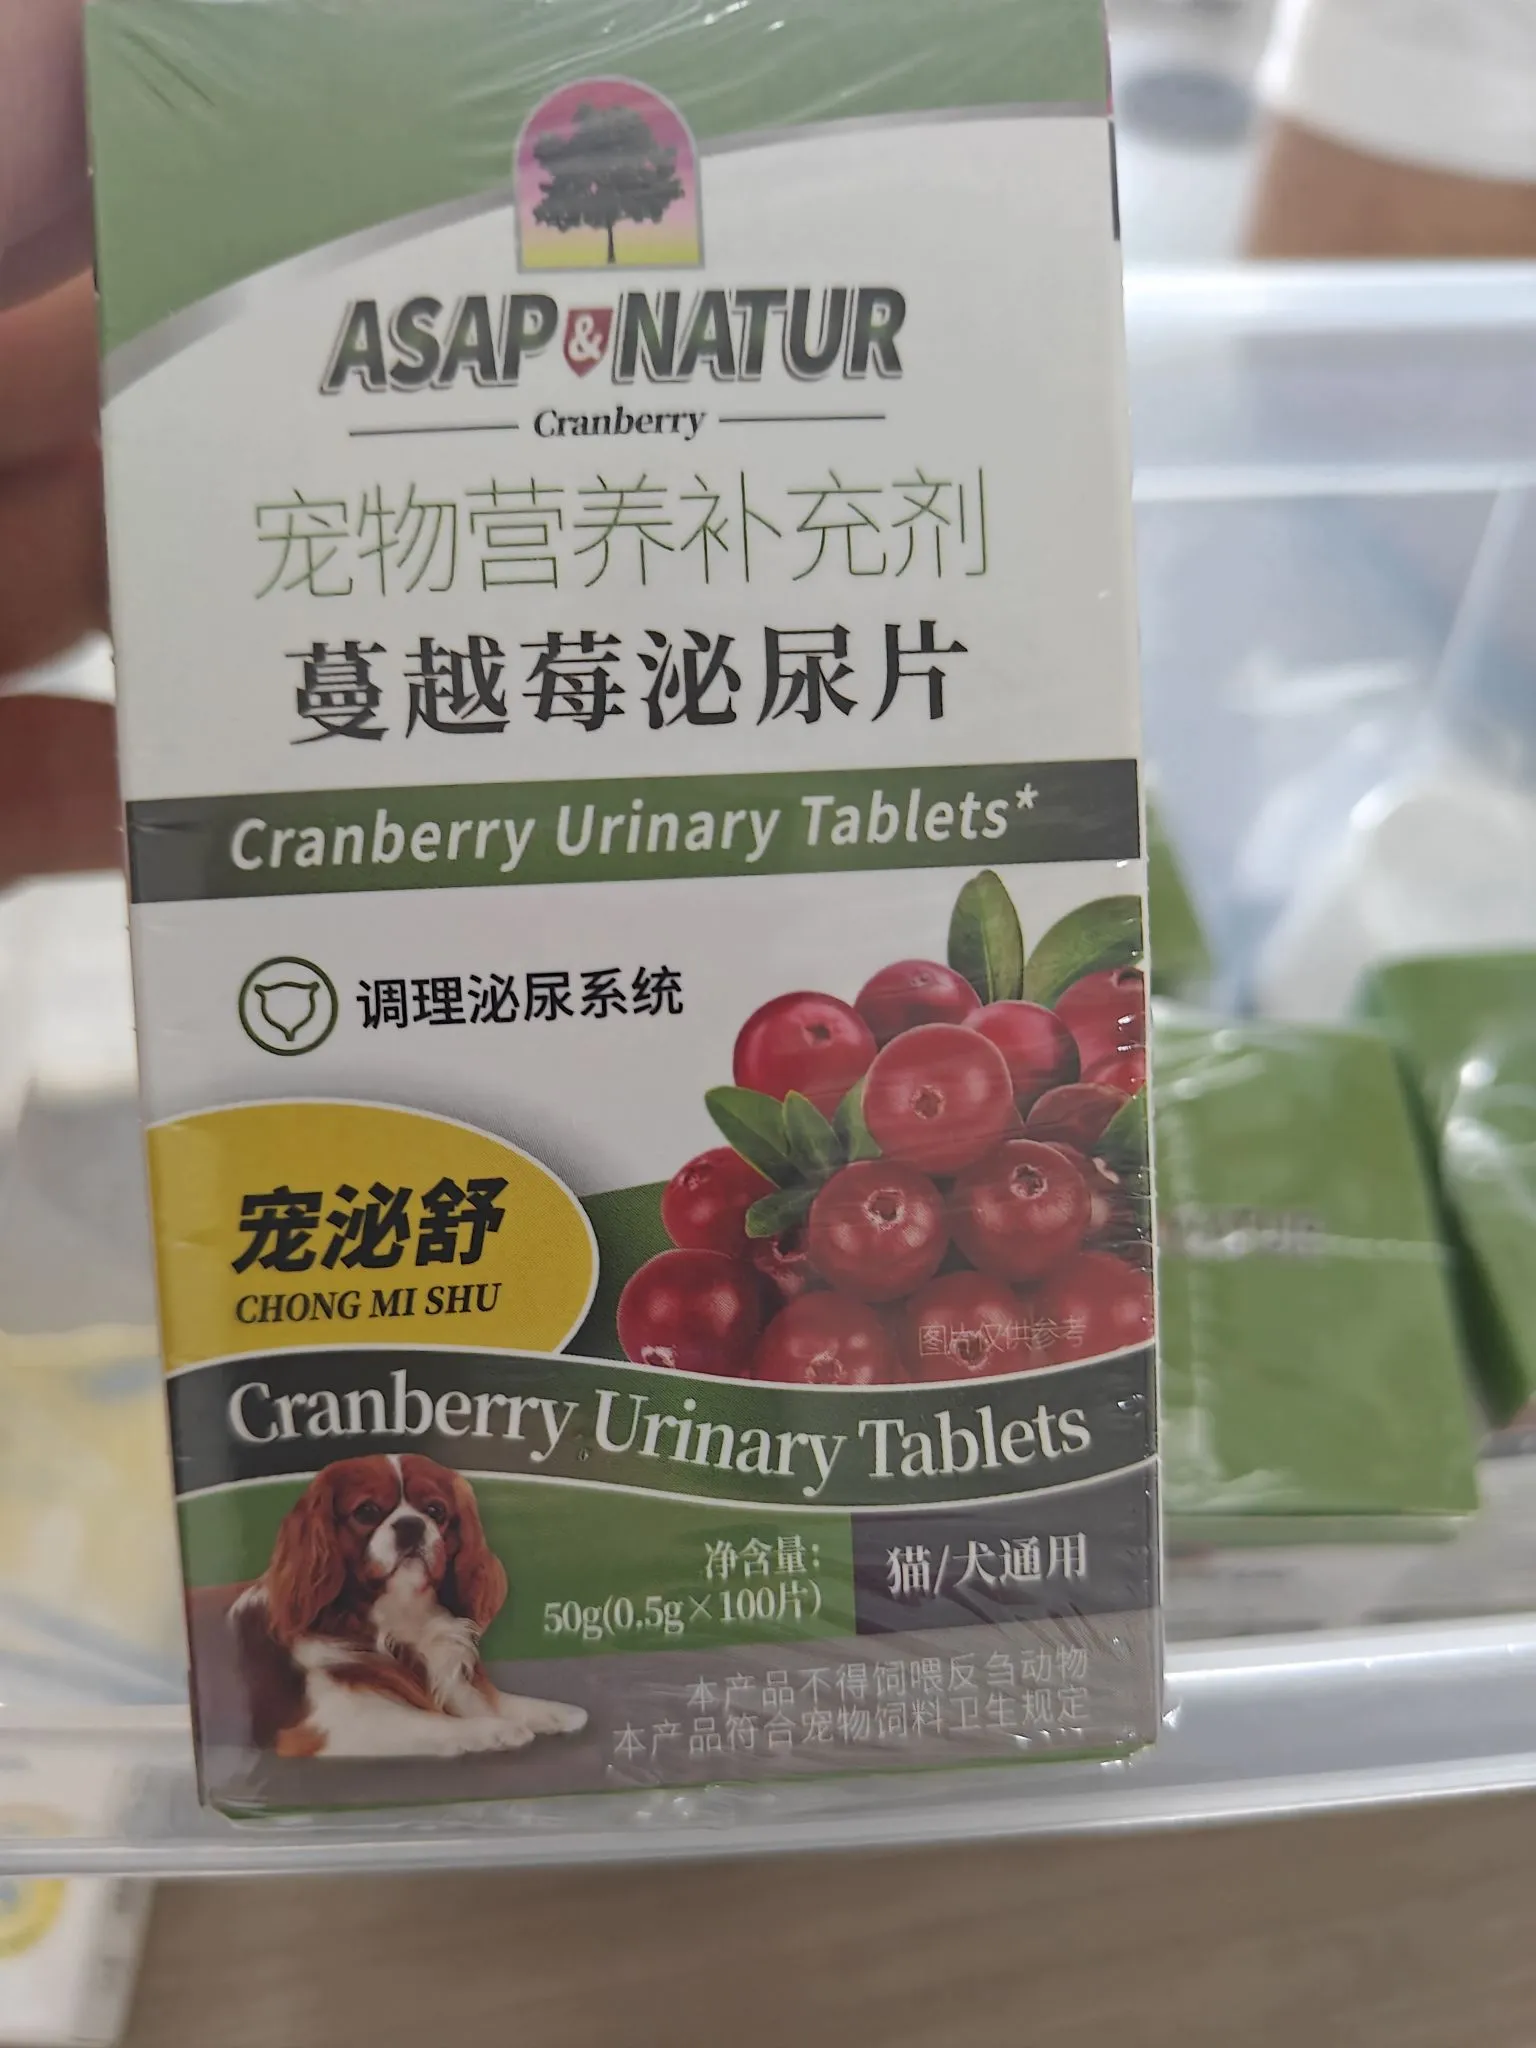 ASAP&NATUR
Cranberry
宠物营养补充剂
蔓越莓泌尿片
Cranberry Urinary Tablets*
调理泌尿系统
宠泌舒
CHONG MI SHU
图片仅供参考
Cranberry Urinary Tablets
净含量:
50g(0.5g×100片)
猫/犬通用
本产品不得饲喂反刍动物
本产品符合宠物饲料卫生规定